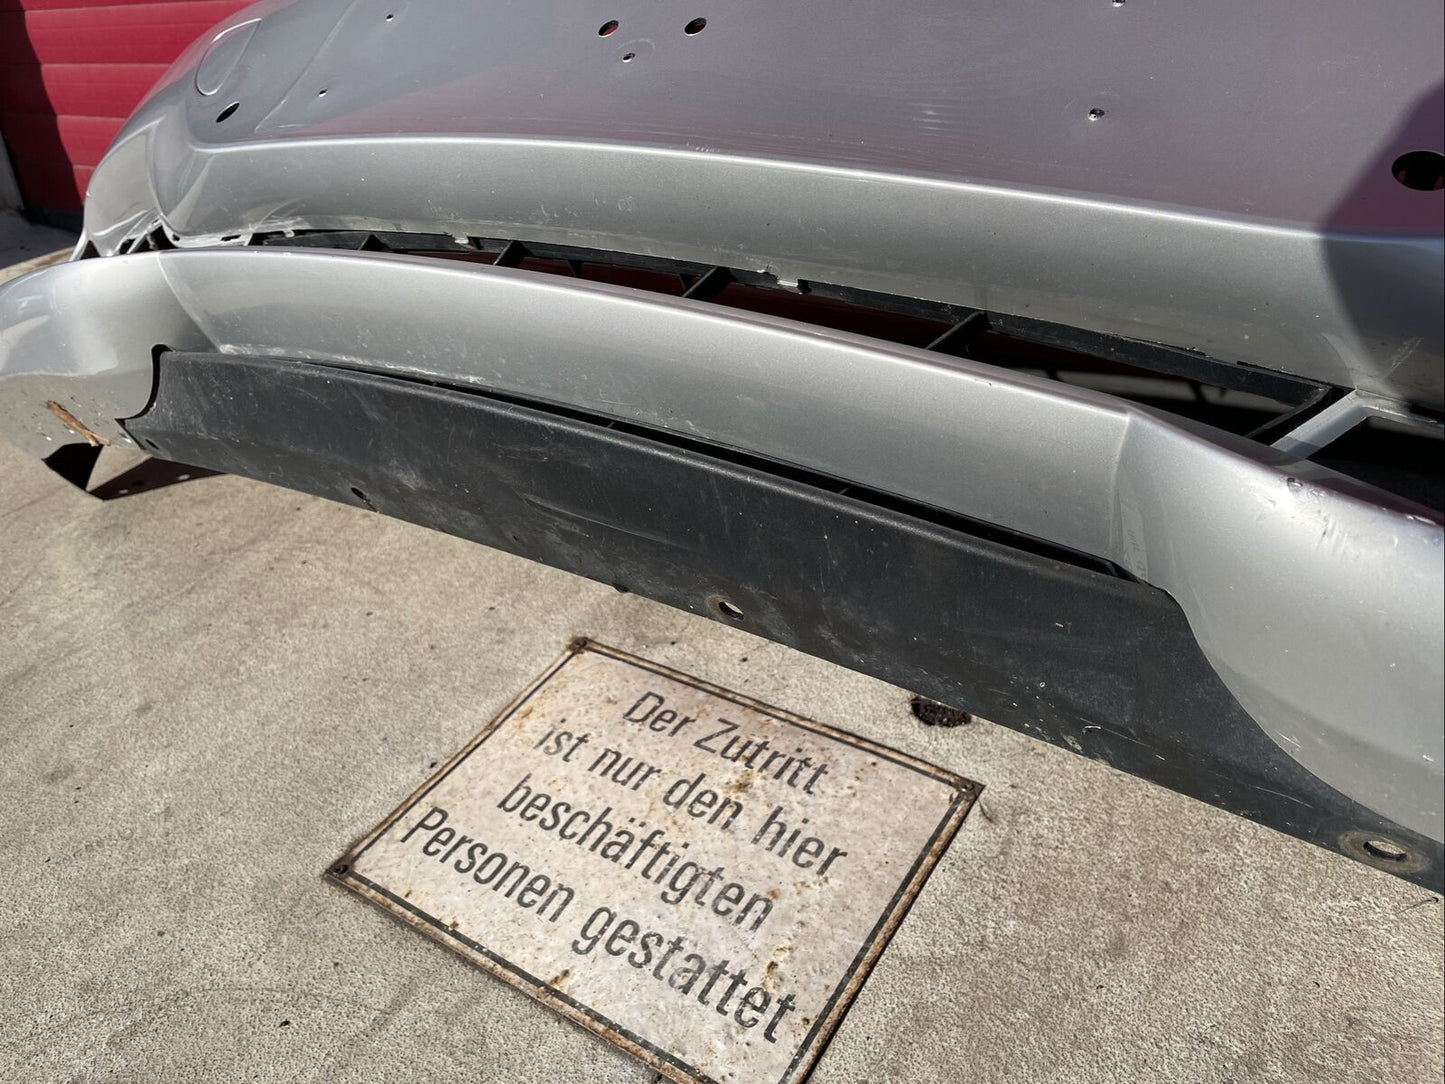 Der Zutritt
ist nur den hier
beschäftigten
Personen gestattet